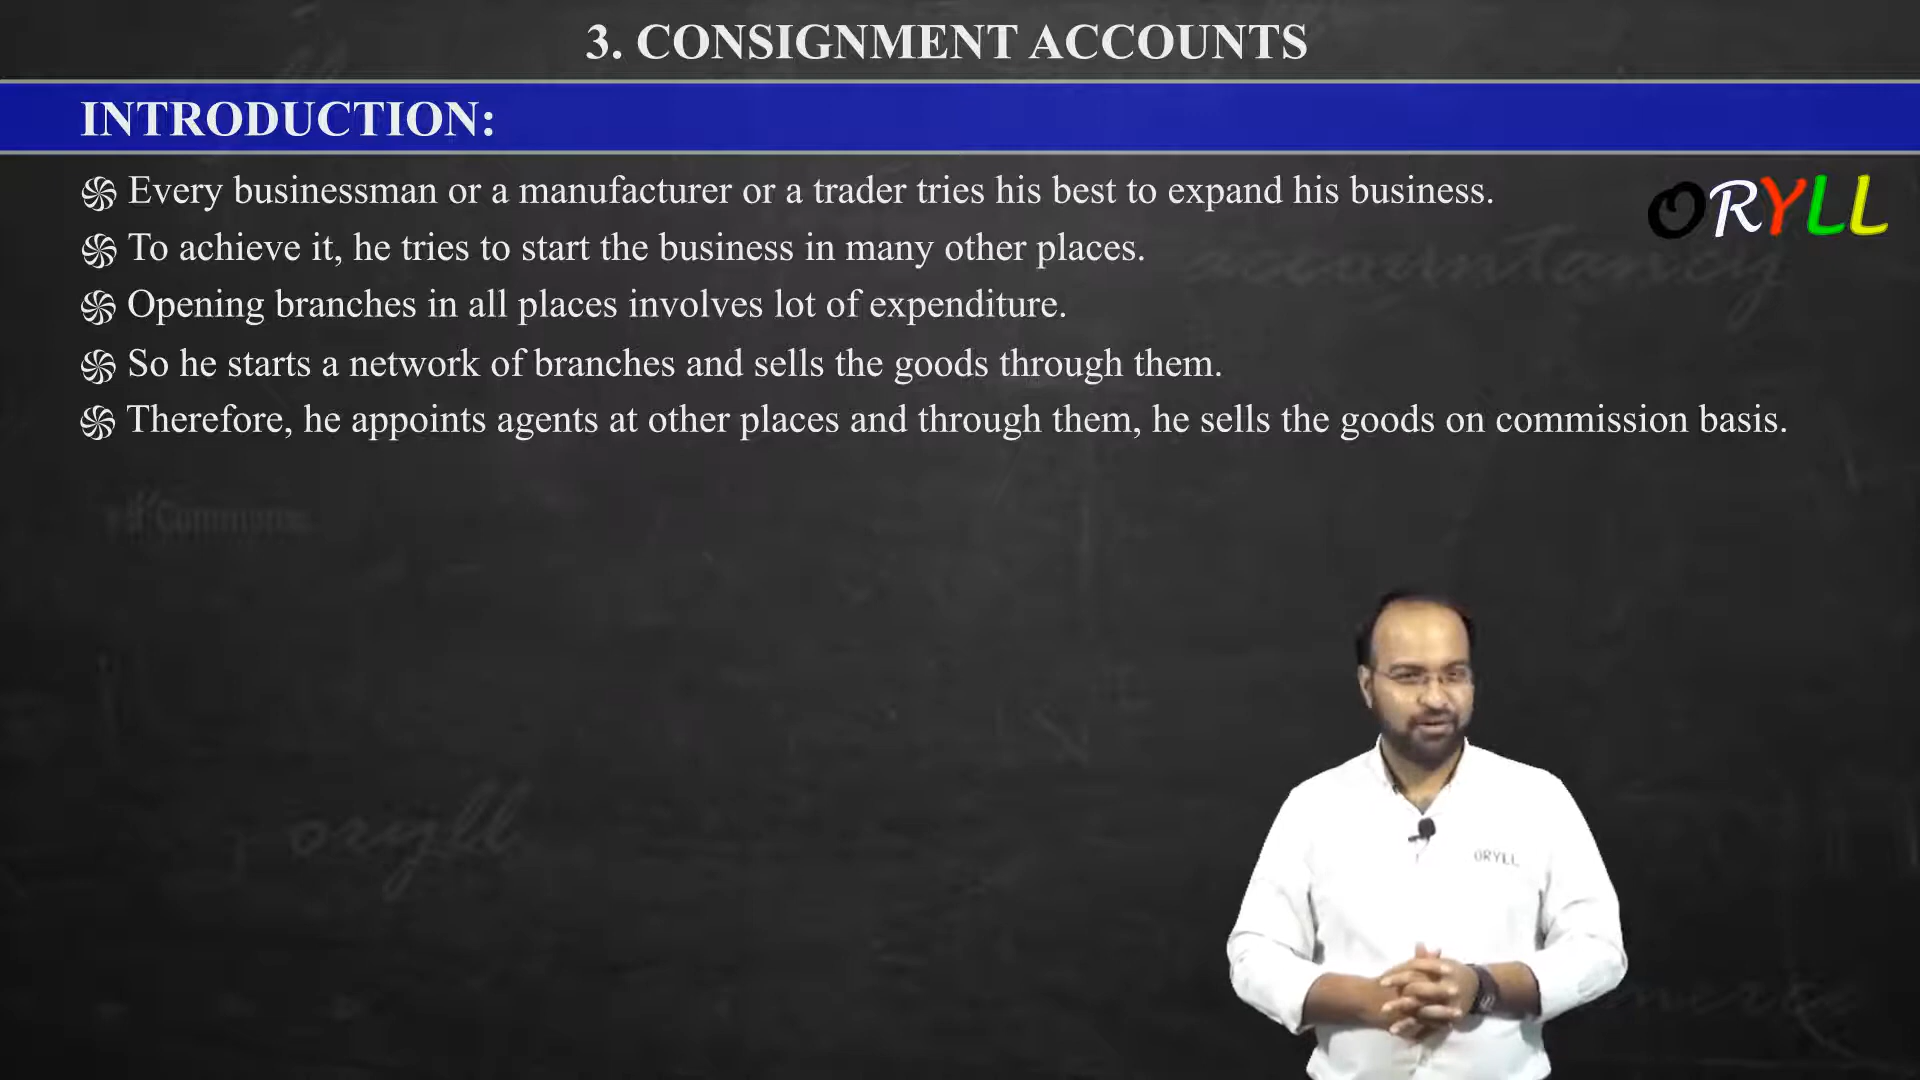 3. CONSIGNMENT ACCOUNTS
INTRODUCTION:
Every businessman or a manufacturer or a trader tries his best to expand his business.
ORYLL
To achieve it, he tries to start the business in many other places.
accountancy
Opening branches in all places involves lot of expenditure.
So he starts a network of branches and sells the goods through them.
Therefore, he appoints agents at other places and through them, he sells the goods on commission basis.
oryll
ORYLL